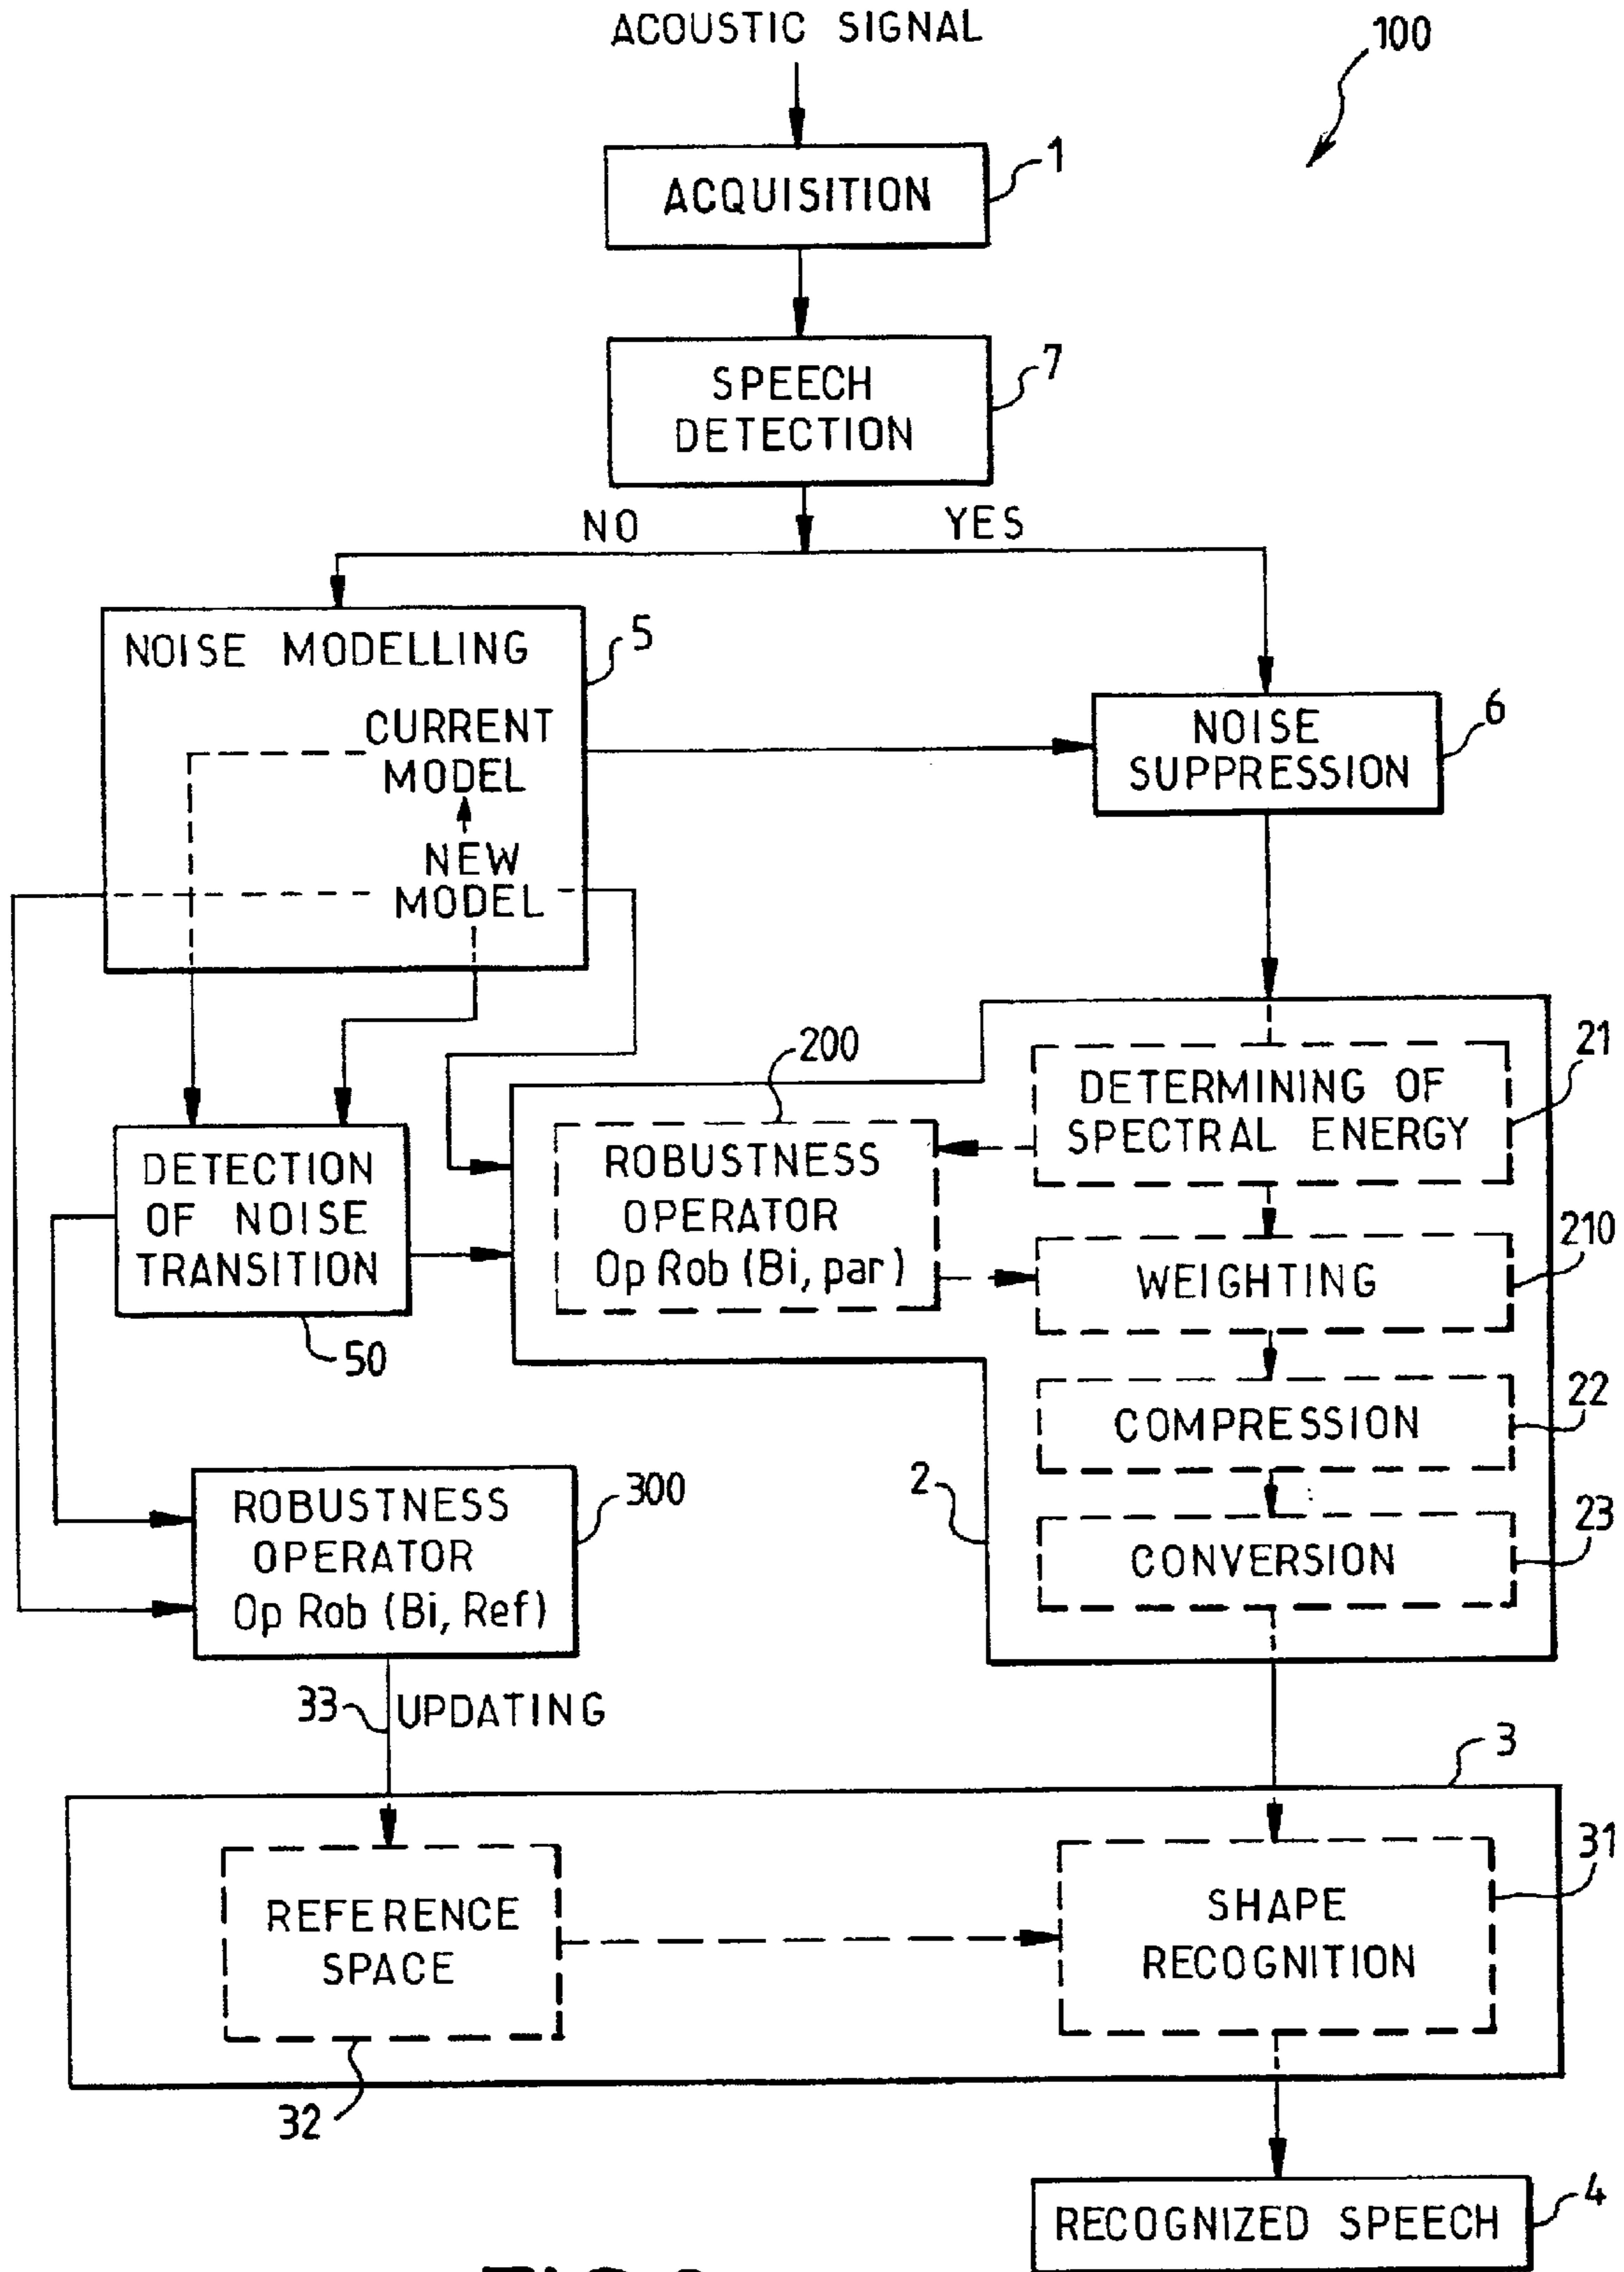 ACOUSTIC SIGNAL
100
ACQUISITION
1
SPEECH
DETECTION
7
NO
YES
NOISE MODELLING
5
CURRENT
MODEL
NEW
MODEL
NOISE
SUPPRESSION
6
200
DETERMINING OF
SPECTRAL ENERGY
21
ROBUSTNESS
OPERATOR
Op Rob (Bi, par)
DETECTION
OF NOISE
TRANSITION
50
WEIGHTING
210
COMPRESSION
22
CONVERSION
23
2
ROBUSTNESS
OPERATOR
Op Rob (Bi, Ref)
300
33
UPDATING
3
REFERENCE
SPACE
32
SHAPE
RECOGNITION
31
RECOGNIZED SPEECH
4